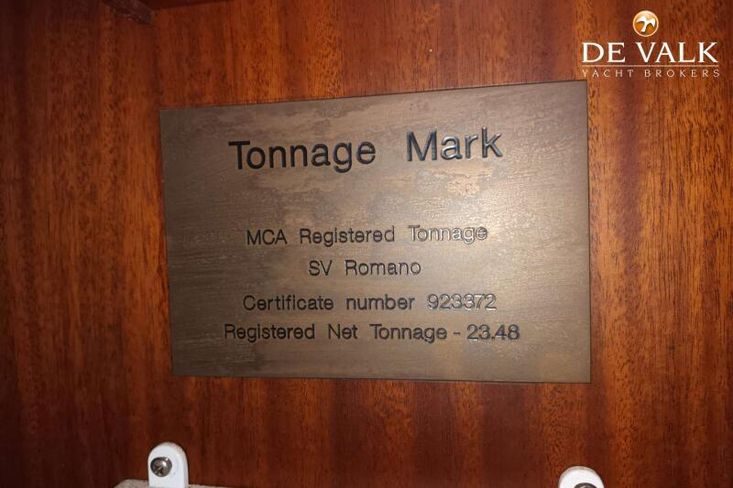 DE VALK
YACHT BROKERS
Tonnage Mark
MCA Registered Tonnage
SV Romano
Certificate number 923372
Registered Net Tonnage - 23.48